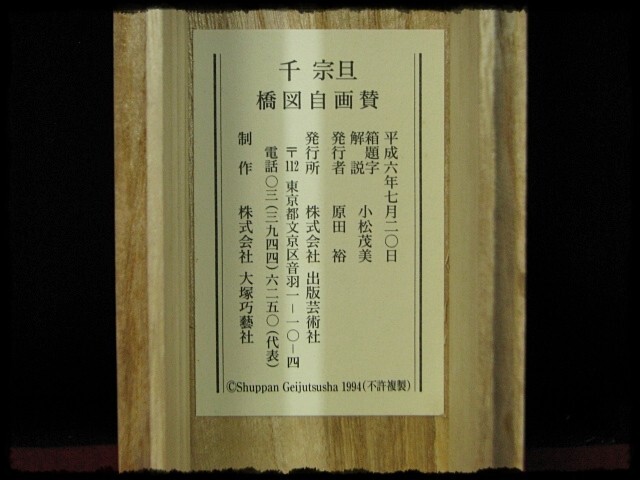 千 宗旦
橋図自画賛
平成六年七月二〇日
箱題字
解説 小松茂美
発行者 原田 裕
発行所 株式会社 出版芸術社
〒112 東京都文京区音羽一−一〇−四
電話〇三(三九四四)六二五〇(代表)
制作 株式会社 大塚巧藝社
©Shuppan Geijutsusha 1994(不許複製)